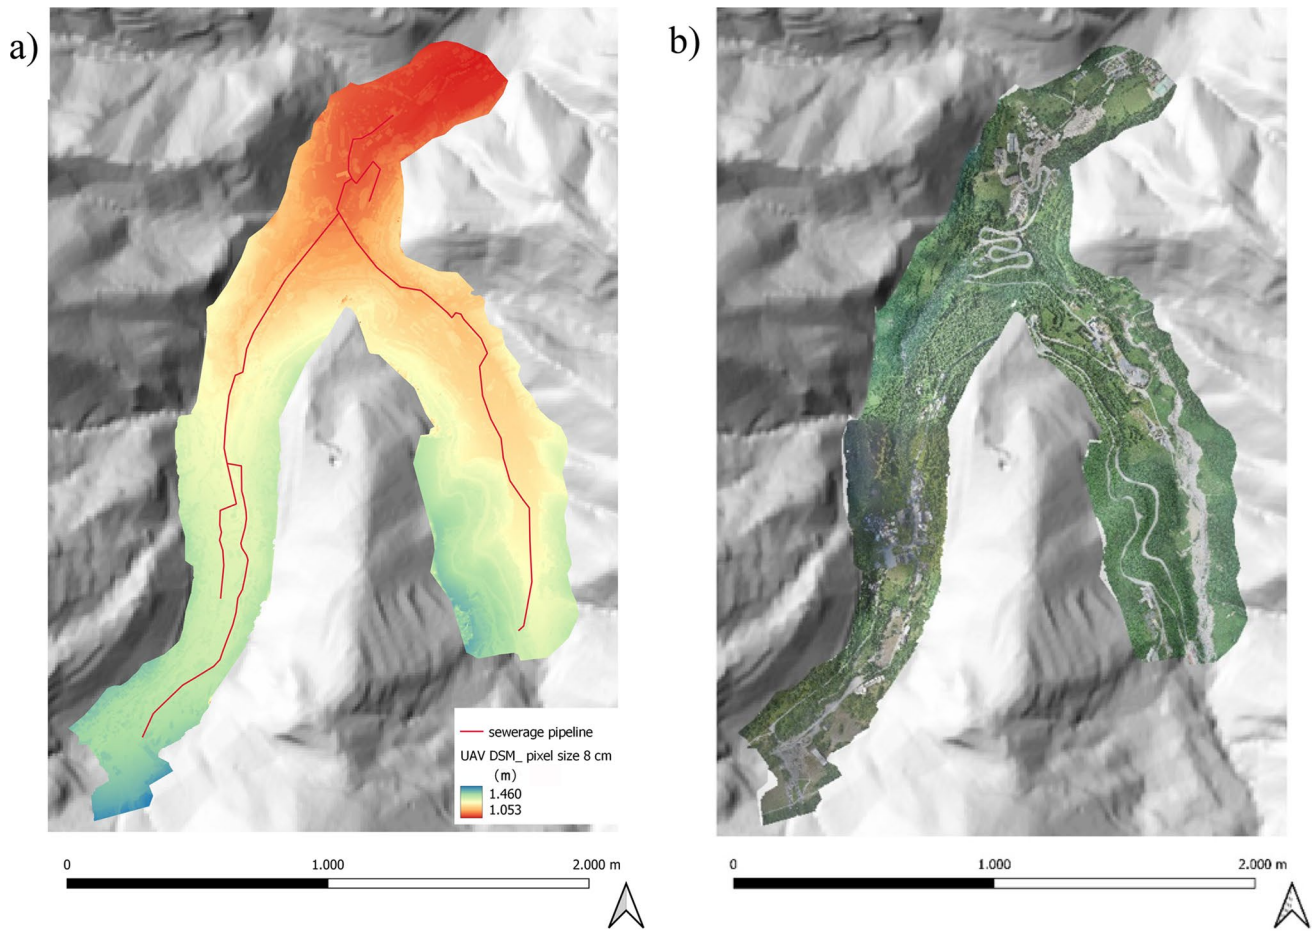 a)
b)
sewerage pipeline
UAV DSM_ pixel size 8 cm
(m)
1.460
1.053
0 1.000 2.000 m
0 1.000 2.000 m